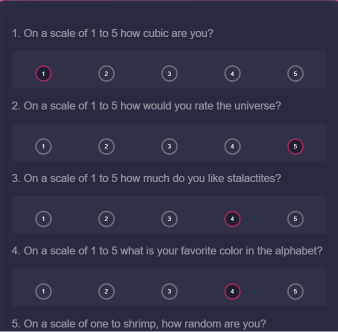 1. On a scale of 1 to 5 how cubic are you?
1 2 3 4 5
2. On a scale of 1 to 5 how would you rate the universe?
1 2 3 4 5
3. On a scale of 1 to 5 how much do you like stalactites?
1 2 3 4 5
4. On a scale of 1 to 5 what is your favorite color in the alphabet?
1 2 3 4 5
5. On a scale of one to shrimp, how random are you?